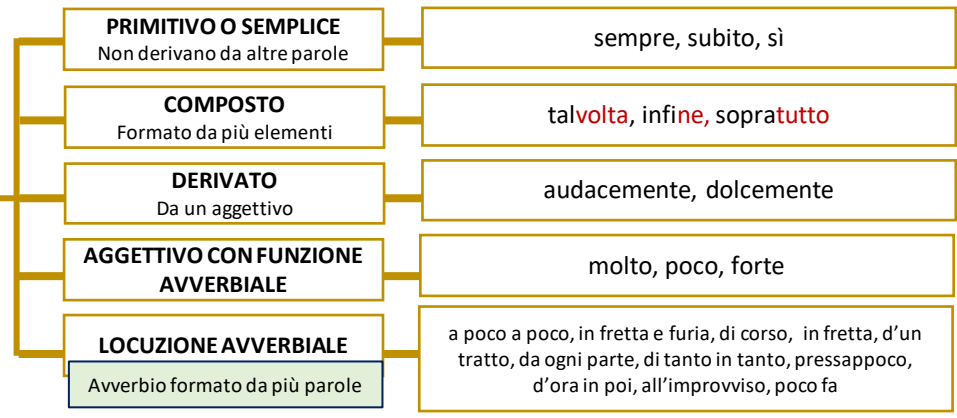 PRIMITIVO O SEMPLICE
Non derivano da altre parole
sempre, subito, sì
COMPOSTO
Formato da più elementi
talvolta, infine, sopratutto
DERIVATO
Da un aggettivo
audacemente, dolcemente
AGGETTIVO CON FUNZIONE
AVVERBIALE
molto, poco, forte
LOCUZIONE AVVERBIALE
Avverbio formato da più parole
a poco a poco, in fretta e furia, di corso, in fretta, d'un
tratto, da ogni parte, di tanto in tanto, pressappoco,
d'ora in poi, all'improvviso, poco fa